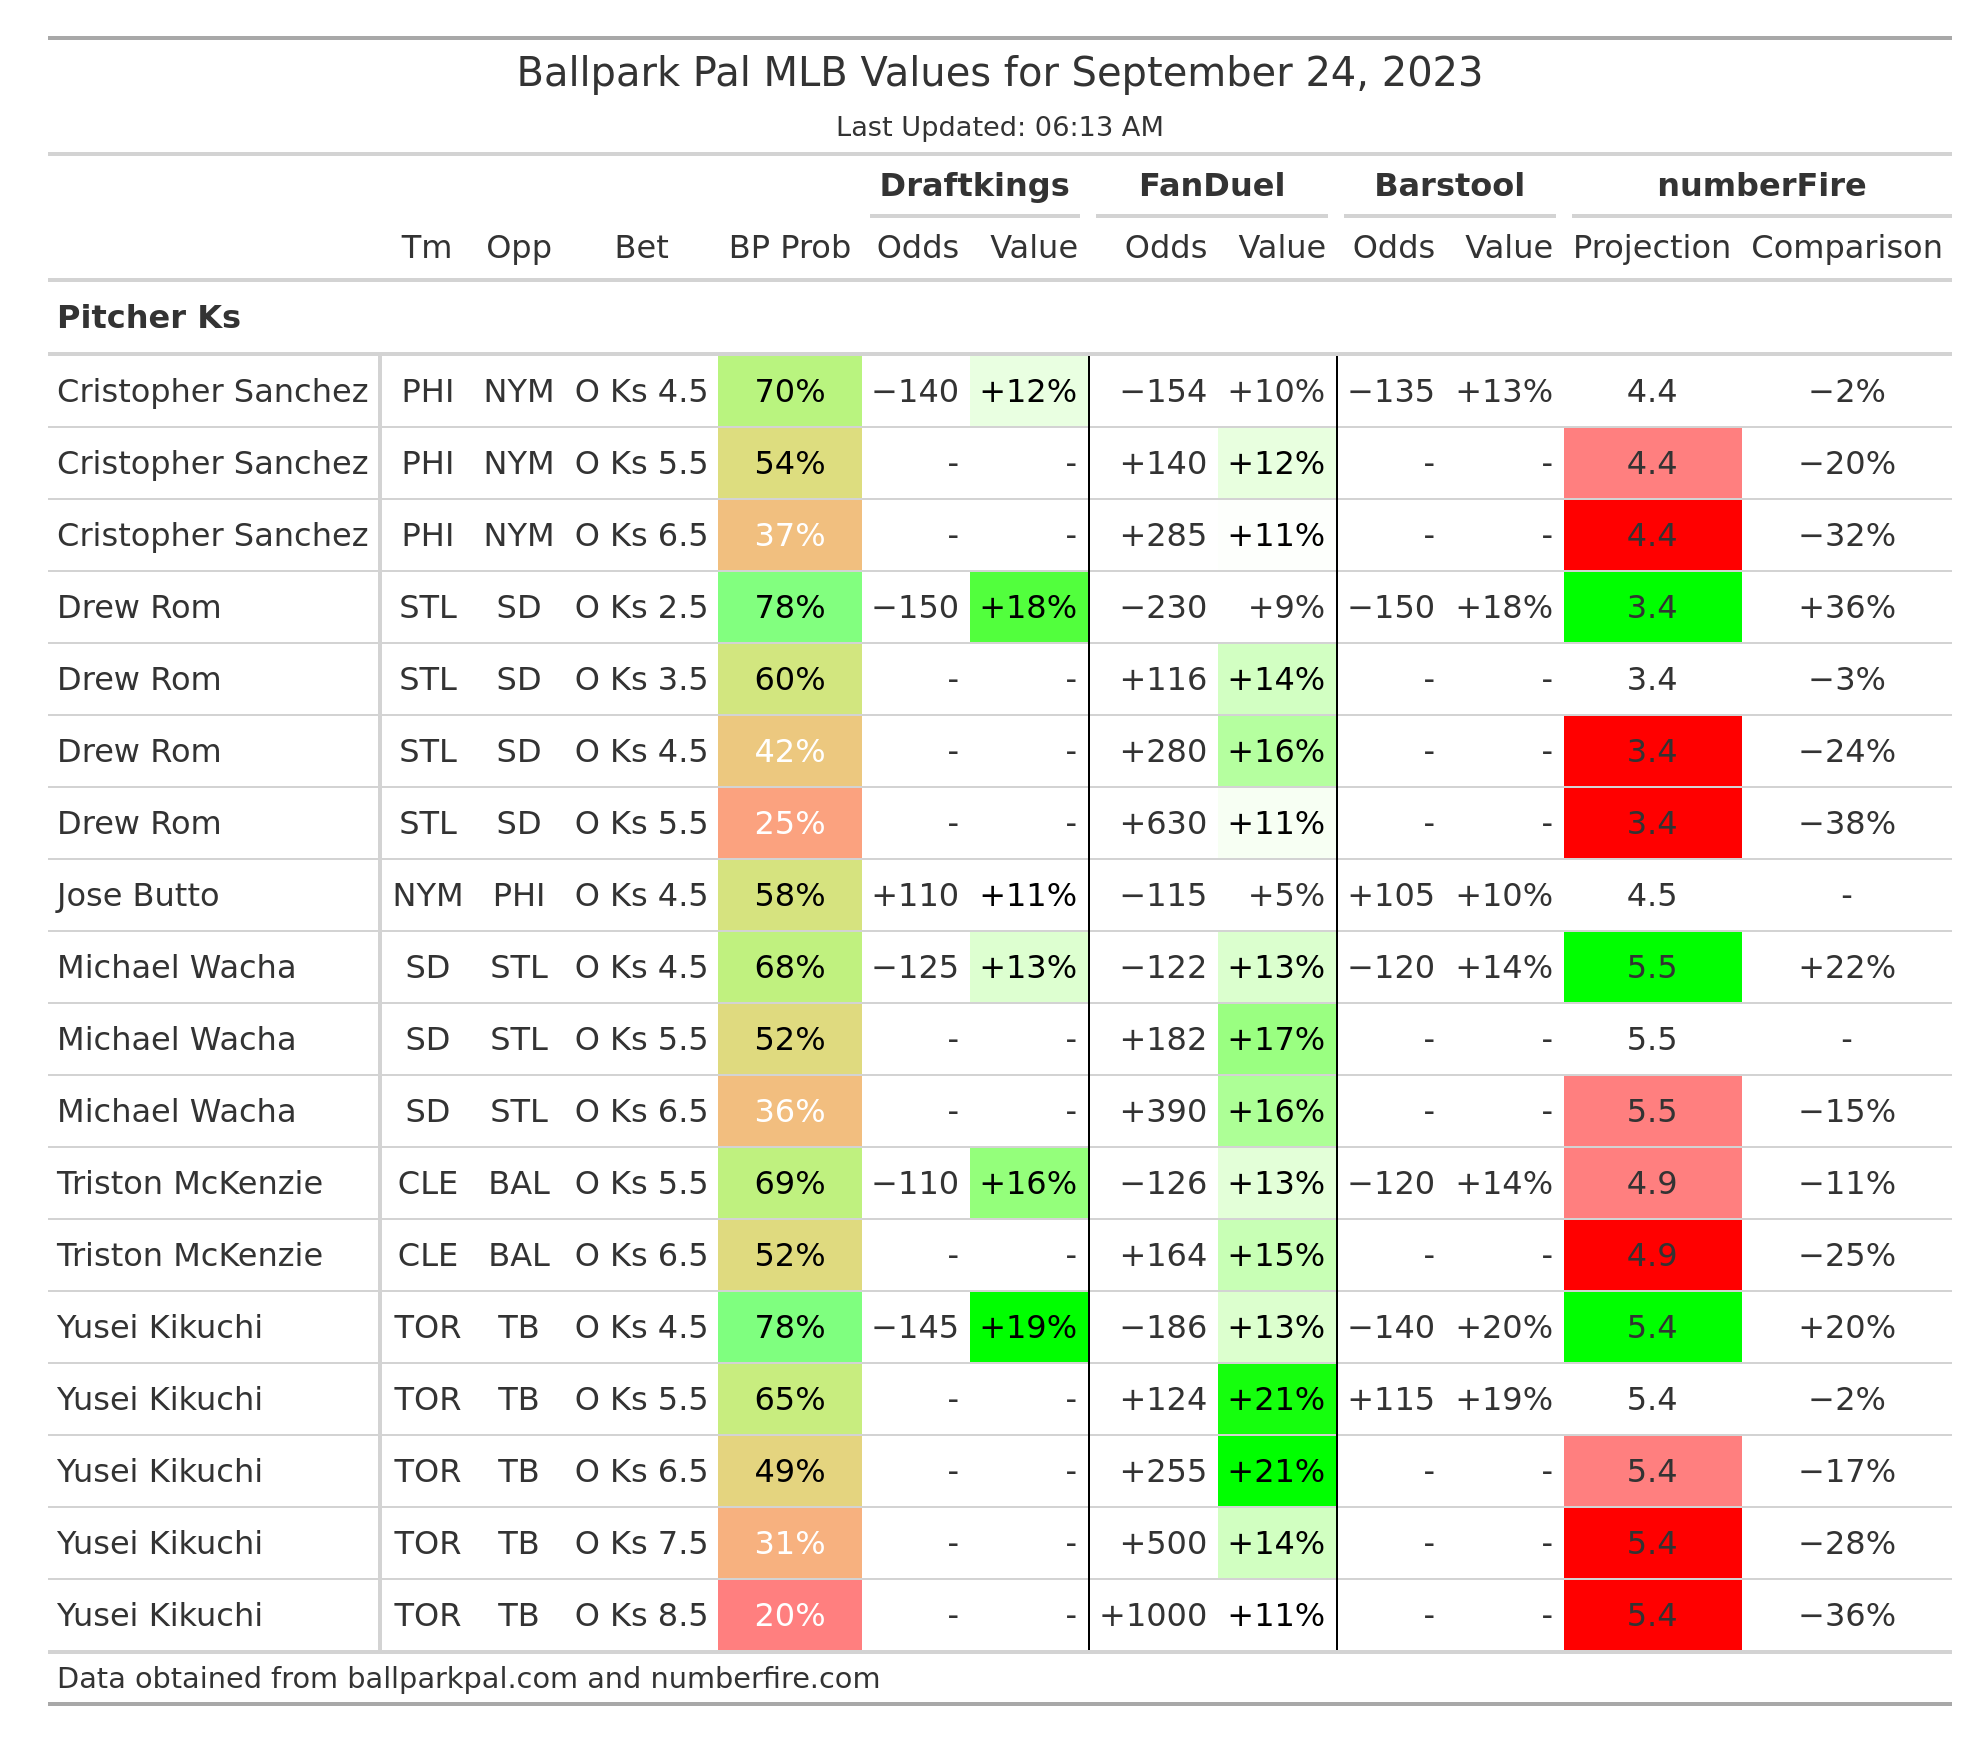 Ballpark Pal MLB Values for September 24, 2023
Last Updated: 06:13 AM
Draftkings FanDuel Barstool numberFire
Tm Opp Bet BP Prob Odds Value Odds Value Odds Value Projection Comparison
Pitcher Ks
Cristopher Sanchez PHI NYM O Ks 4.5 70% −140 +12% −154 +10% −135 +13% 4.4 −2%
Cristopher Sanchez PHI NYM O Ks 5.5 54% - - +140 +12% - - 4.4 −20%
Cristopher Sanchez PHI NYM O Ks 6.5 37% - - +285 +11% - - 4.4 −32%
Drew Rom STL SD O Ks 2.5 78% −150 +18% −230 +9% −150 +18% 3.4 +36%
Drew Rom STL SD O Ks 3.5 60% - - +116 +14% - - 3.4 −3%
Drew Rom STL SD O Ks 4.5 42% - - +280 +16% - - 3.4 −24%
Drew Rom STL SD O Ks 5.5 25% - - +630 +11% - - 3.4 −38%
Jose Butto NYM PHI O Ks 4.5 58% +110 +11% −115 +5% +105 +10% 4.5 -
Michael Wacha SD STL O Ks 4.5 68% −125 +13% −122 +13% −120 +14% 5.5 +22%
Michael Wacha SD STL O Ks 5.5 52% - - +182 +17% - - 5.5 -
Michael Wacha SD STL O Ks 6.5 36% - - +390 +16% - - 5.5 −15%
Triston McKenzie CLE BAL O Ks 5.5 69% −110 +16% −126 +13% −120 +14% 4.9 −11%
Triston McKenzie CLE BAL O Ks 6.5 52% - - +164 +15% - - 4.9 −25%
Yusei Kikuchi TOR TB O Ks 4.5 78% −145 +19% −186 +13% −140 +20% 5.4 +20%
Yusei Kikuchi TOR TB O Ks 5.5 65% - - +124 +21% +115 +19% 5.4 −2%
Yusei Kikuchi TOR TB O Ks 6.5 49% - - +255 +21% - - 5.4 −17%
Yusei Kikuchi TOR TB O Ks 7.5 31% - - +500 +14% - - 5.4 −28%
Yusei Kikuchi TOR TB O Ks 8.5 20% - - +1000 +11% - - 5.4 −36%
Data obtained from ballparkpal.com and numberfire.com